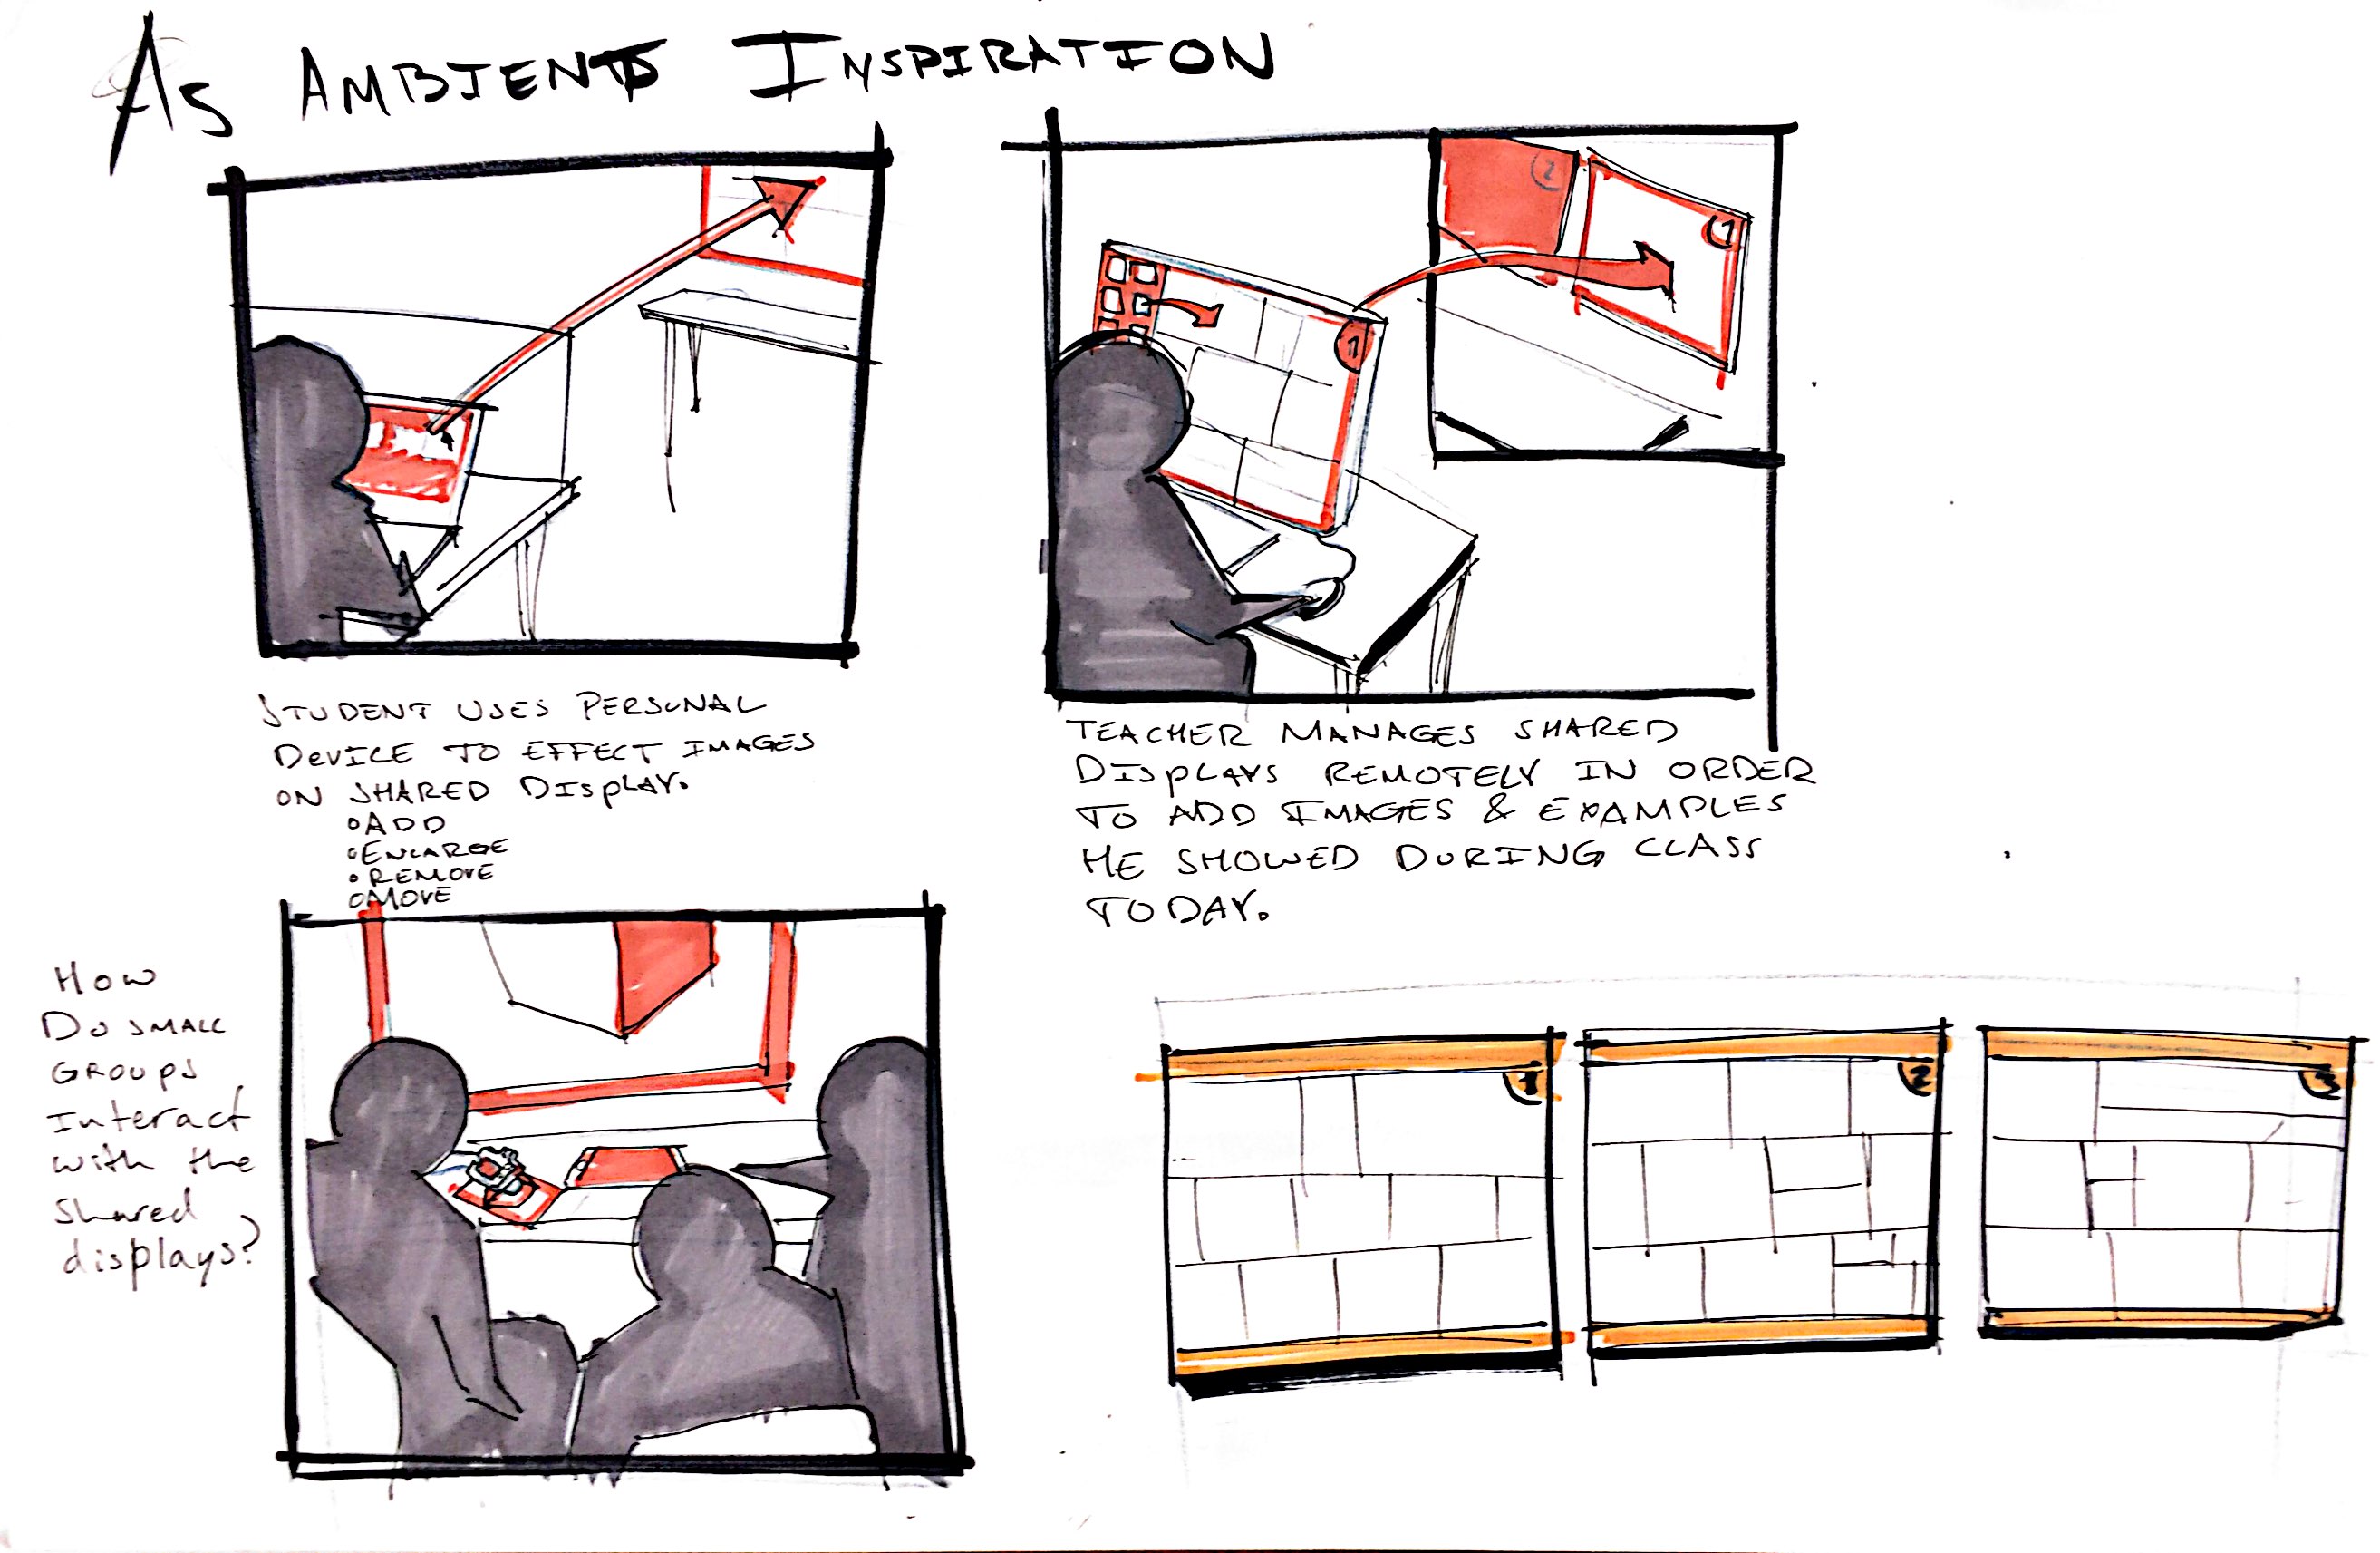 As AMBIENT INSPIRATION
STUDENT USES PERSONAL
DEVICE TO EFFECT IMAGES
ON SHARED DISPLAY.
• ADD
• ENLARGE
• REMOVE
• MOVE
2
1
1
TEACHER MANAGES SHARED
DISPLAYS REMOTELY IN ORDER
TO ADD IMAGES & EXAMPLES
HE SHOWED DURING CLASS
TODAY.
How
Do small
Groups
Interact
with the
shared
displays?
1
2
3